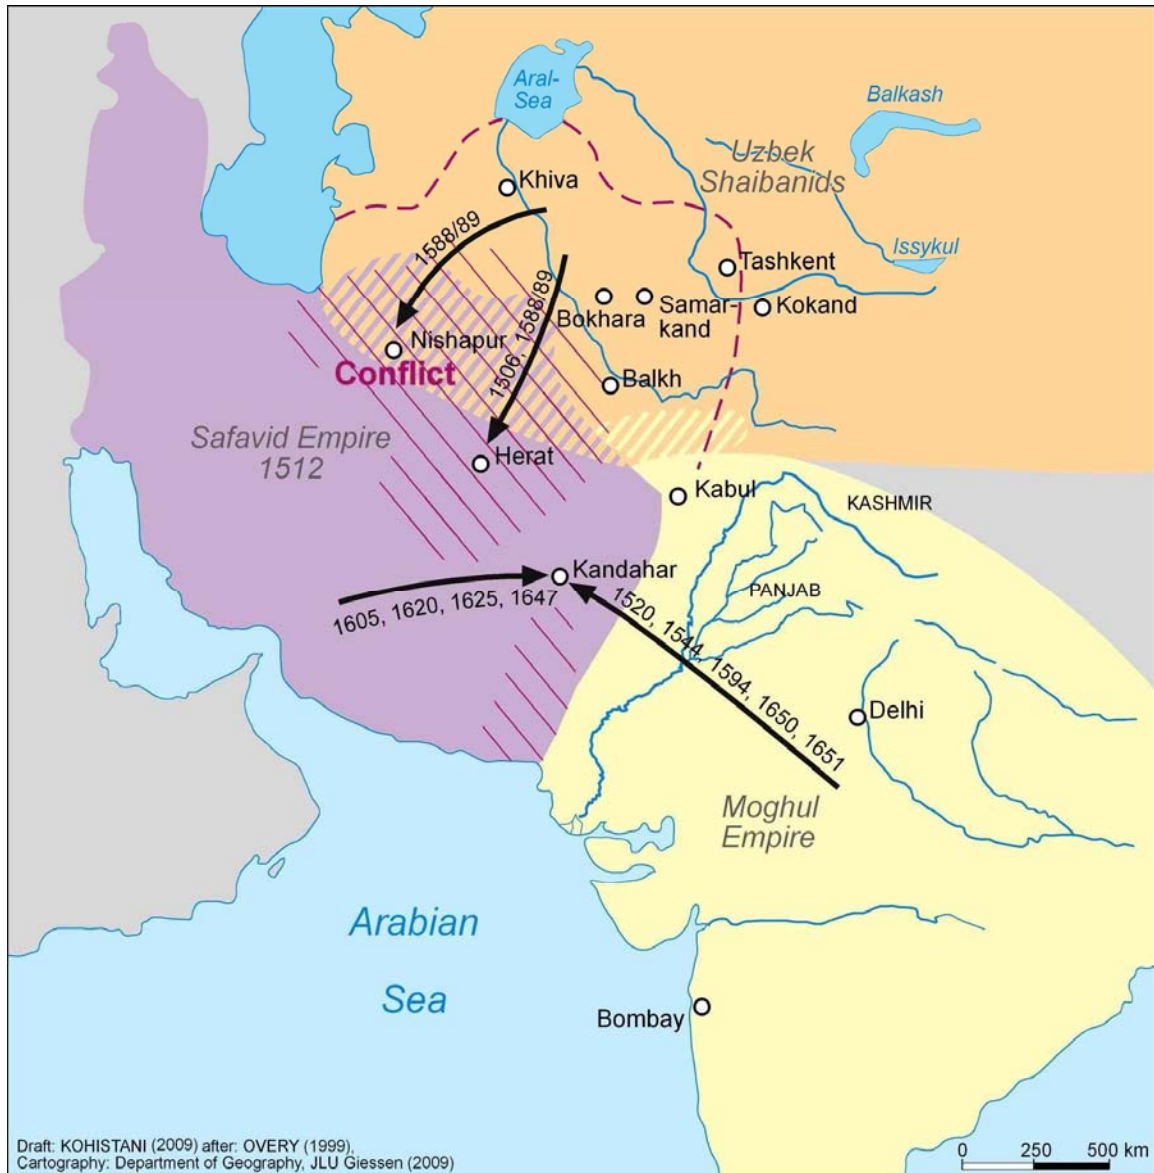 Aral-
Sea
Balkash
Uzbek
Shaibanids
Khiva
1588/89
Issykul
Tashkent
1506, 1588/89
Bokhara
Samar-
kand
Kokand
Nishapur
Conflict
Balkh
Safavid Empire
1512
Herat
Kabul
KASHMIR
Kandahar
PANJAB
1605, 1620, 1625, 1647
1520, 1544, 1594, 1650, 1651
Delhi
Moghul
Empire
Arabian
Sea
Bombay
Draft: KOHISTANI (2009) after: OVERY (1999),
Cartography: Department of Geography, JLU Giessen (2009)
0 250 500 km